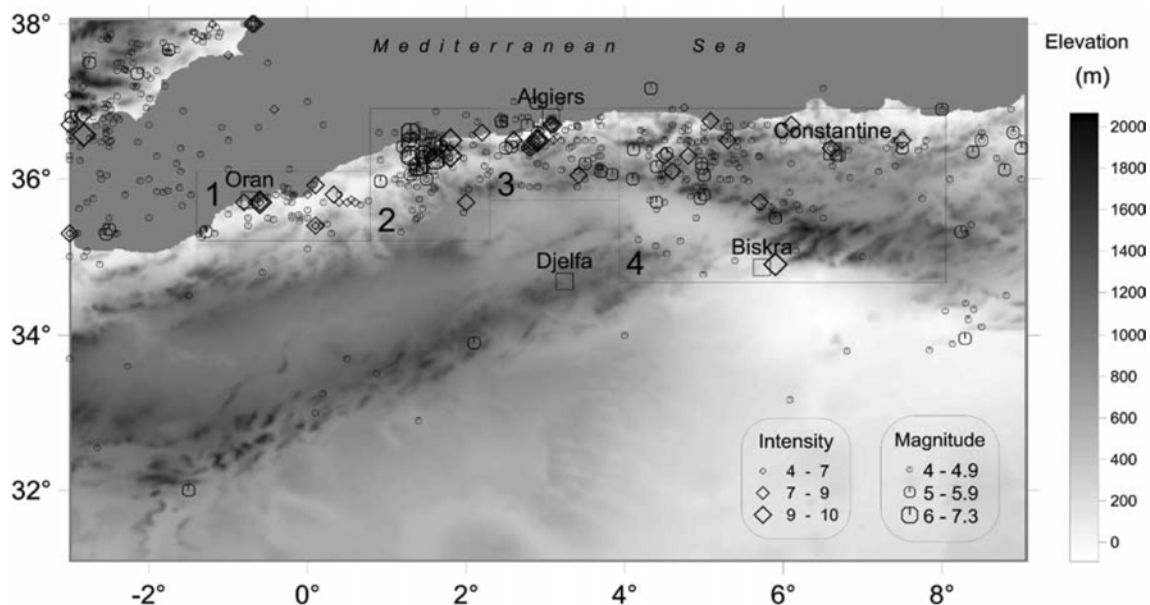 38°
36°
34°
32°
-2°
0°
2°
4°
6°
8°
Mediterranean Sea
Algiers
Constantine
1
Oran
2
3
4
Djelfa
Biskra
Intensity
4 - 7
7 - 9
9 - 10
Magnitude
4 - 4.9
5 - 5.9
6 - 7.3
Elevation
(m)
2000
1800
1600
1400
1200
1000
800
600
400
200
0